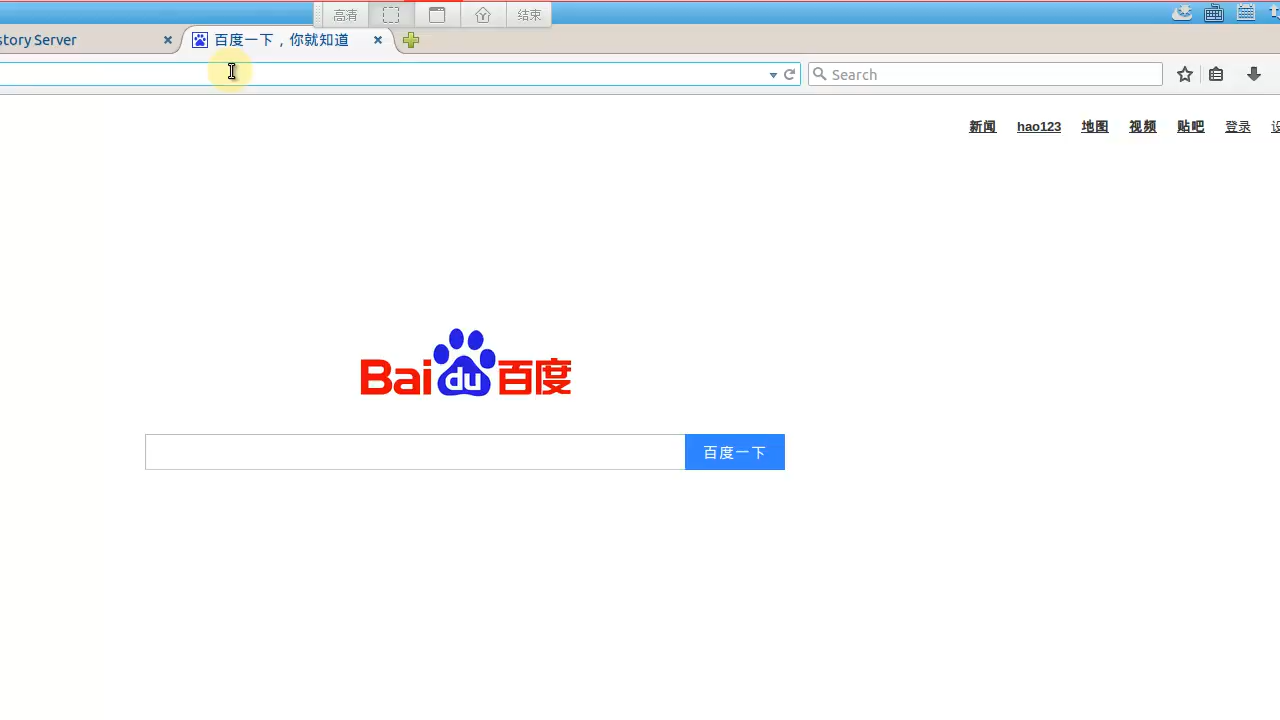 高清
结束
story Server
百度一下，你就知道
Search
新闻 hao123 地图 视频 贴吧 登录
Bai du 百度
百度一下